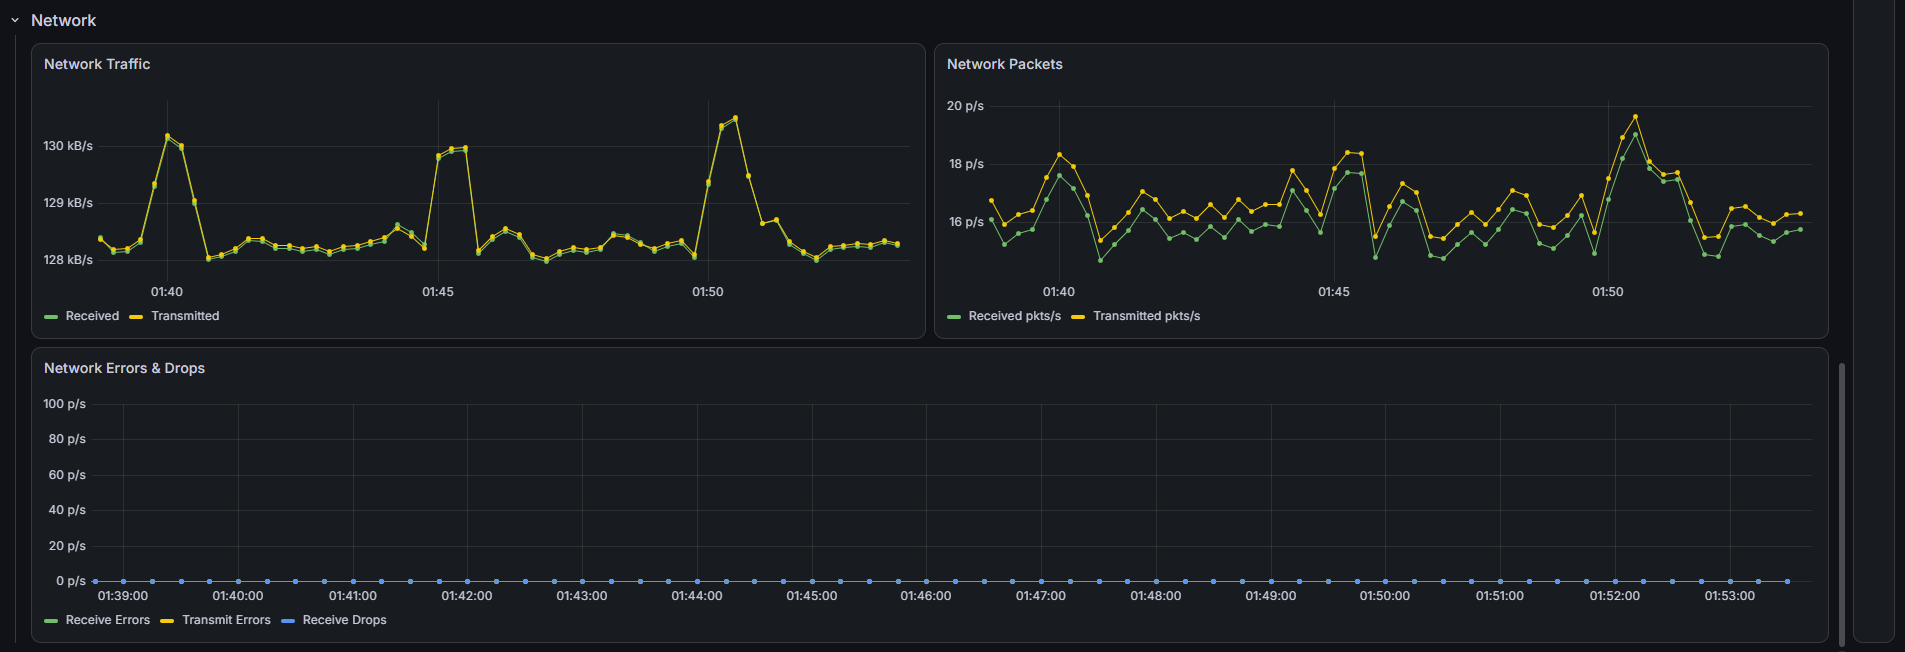 Network
Network Traffic
130 kB/s
129 kB/s
128 kB/s
01:40 01:45 01:50
Received Transmitted
Network Packets
20 p/s
18 p/s
16 p/s
01:40 01:45 01:50
Received pkts/s Transmitted pkts/s
Network Errors & Drops
100 p/s
80 p/s
60 p/s
40 p/s
20 p/s
0 p/s
01:39:00 01:40:00 01:41:00 01:42:00 01:43:00 01:44:00 01:45:00 01:46:00 01:47:00 01:48:00 01:49:00 01:50:00 01:51:00 01:52:00 01:53:00
Receive Errors Transmit Errors Receive Drops